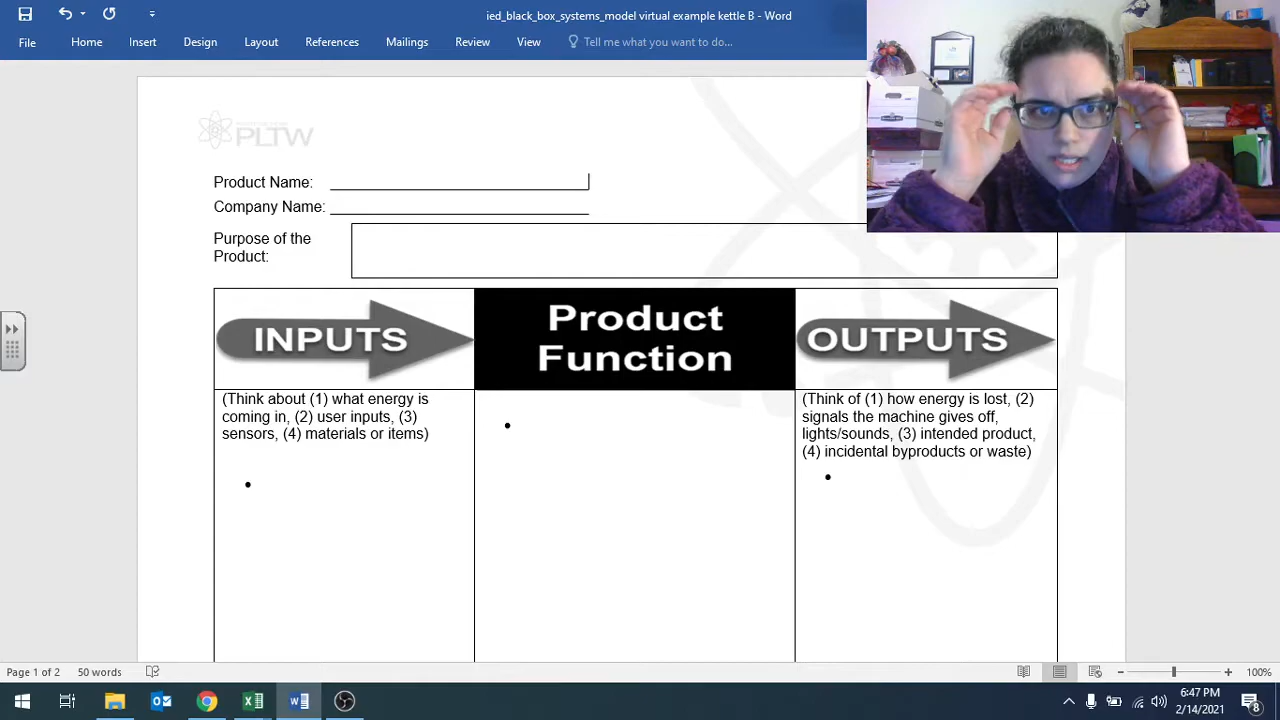 ied_black_box_systems_model virtual example kettle B - Word
File Home Insert Design Layout References Mailings Review View Tell me what you want to do...
PLTW
Product Name:
Company Name:
Purpose of the
Product:
INPUTS
Product
Function
OUTPUTS
(Think about (1) what energy is
coming in, (2) user inputs, (3)
sensors, (4) materials or items)
(Think of (1) how energy is lost, (2)
signals the machine gives off,
lights/sounds, (3) intended product,
(4) incidental byproducts or waste)
Page 1 of 2 50 words
100%
6:47 PM
2/14/2021
8